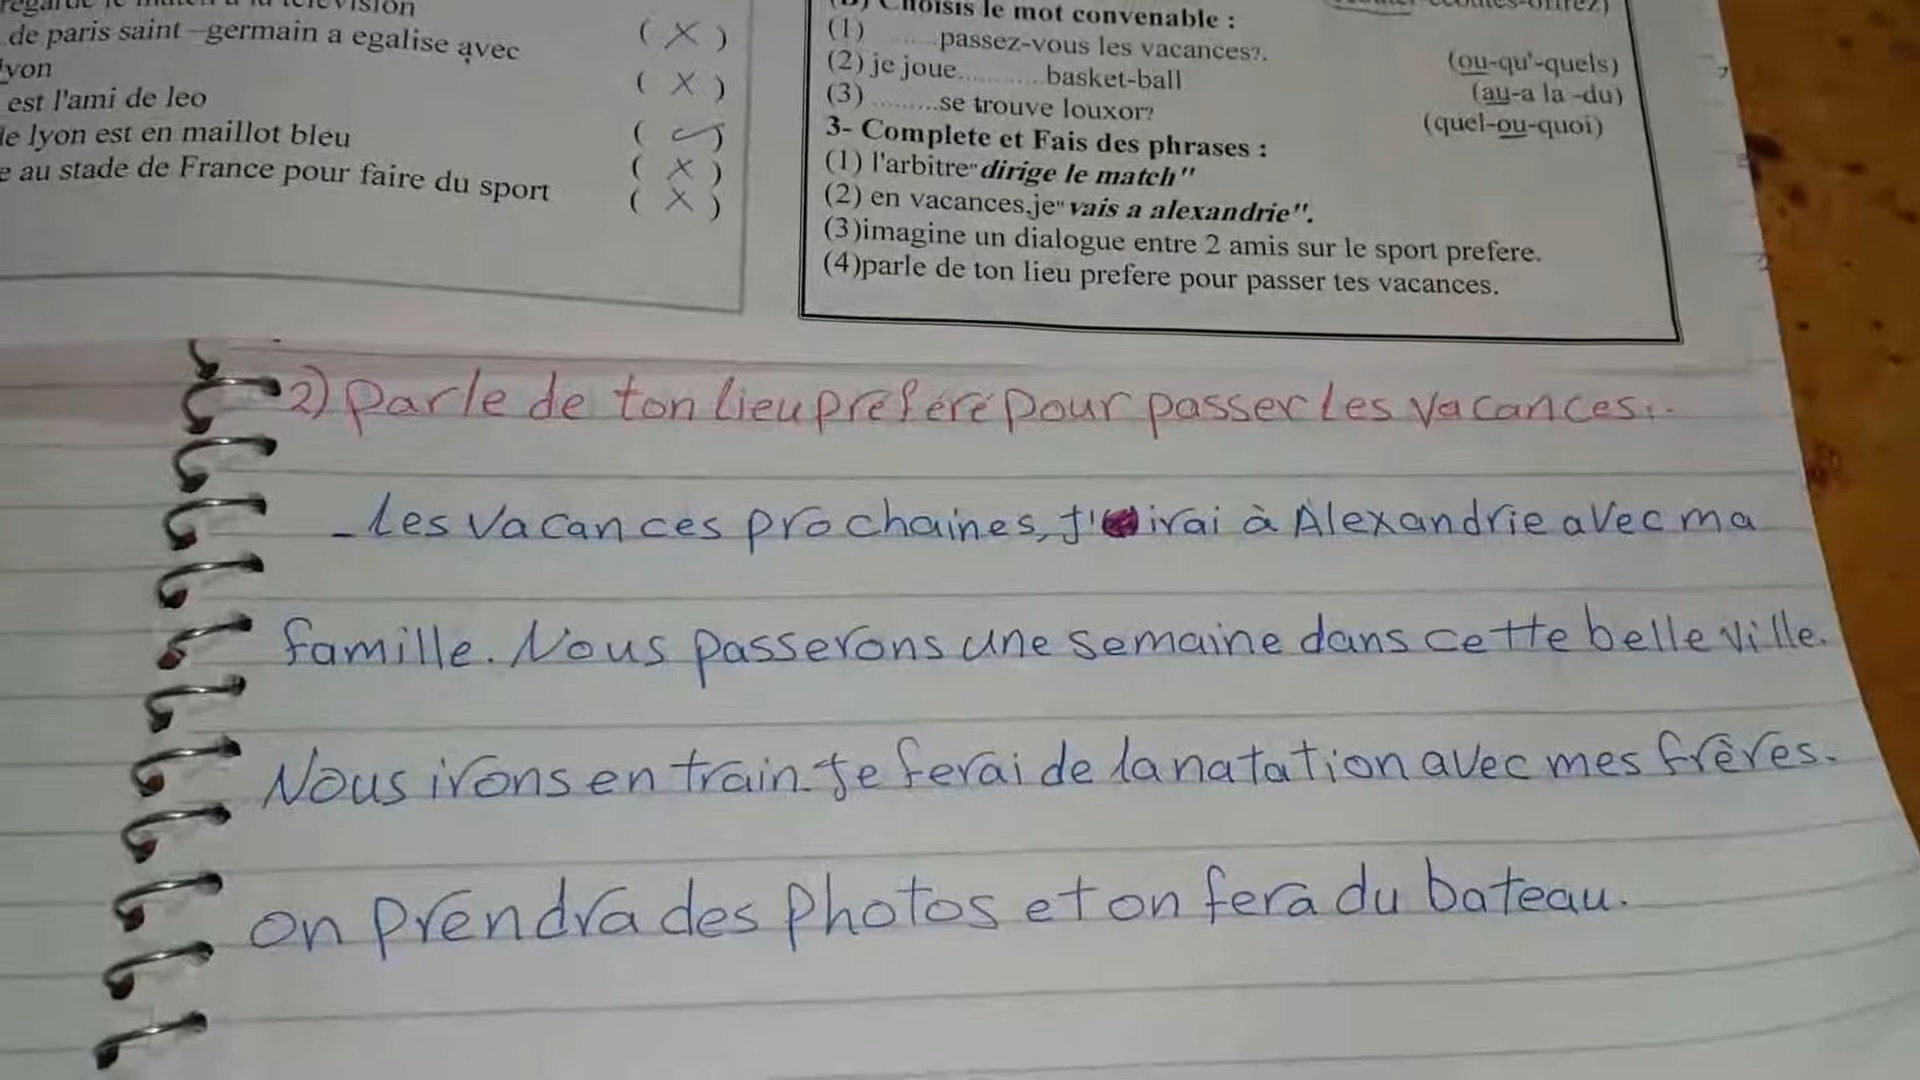 de paris saint-germain a egalise avec ( X )
lyon
est l'ami de leo ( X )
le lyon est en maillot bleu ( ✓ )
( X )
e au stade de France pour faire du sport ( X )
Choisis le mot convenable :
(1) ......passez-vous les vacances?. (ou-qu'-quels)
(2) je joue...........basket-ball (au-a la -du)
(3) .........se trouve louxor? (quel-ou-quoi)
3- Complete et Fais des phrases :
(1) l'arbitre"dirige le match"
(2) en vacances,je"vais a alexandrie".
(3)imagine un dialogue entre 2 amis sur le sport prefere.
(4)parle de ton lieu prefere pour passer tes vacances.
2) Parle de ton lieu préféré pour passer les vacances.
- Les vacances prochaines, J'irai à Alexandrie avec ma
famille. Nous passerons une semaine dans cette belle ville.
Nous irons en train. Je ferai de la natation avec mes frêres.
on prendra des photos et on fera du bateau.